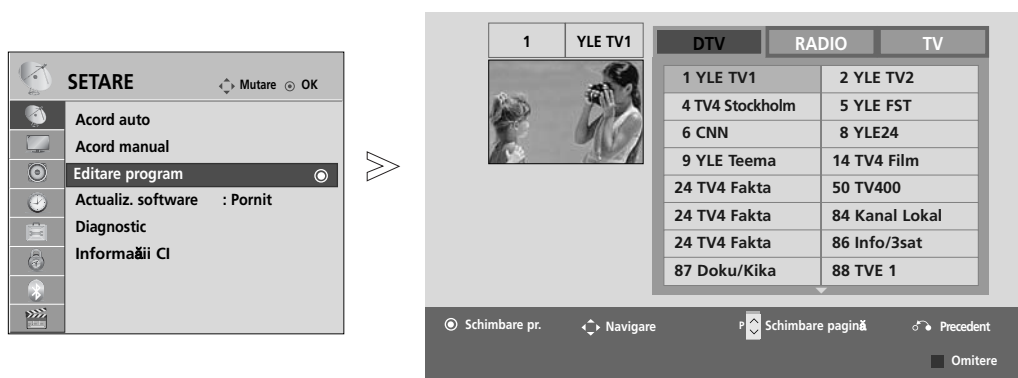 SETARE Mutare OK
Acord auto
Acord manual
Editare program
Actualiz. software : Pornit
Diagnostic
Informaăii CI
1 YLE TV1
DTV RADIO TV
1 YLE TV1 2 YLE TV2
4 TV4 Stockholm 5 YLE FST
6 CNN 8 YLE24
9 YLE Teema 14 TV4 Film
24 TV4 Fakta 50 TV400
24 TV4 Fakta 84 Kanal Lokal
24 TV4 Fakta 86 Info/3sat
87 Doku/Kika 88 TVE 1
Schimbare pr. Navigare P Schimbare pagină Precedent
Omitere